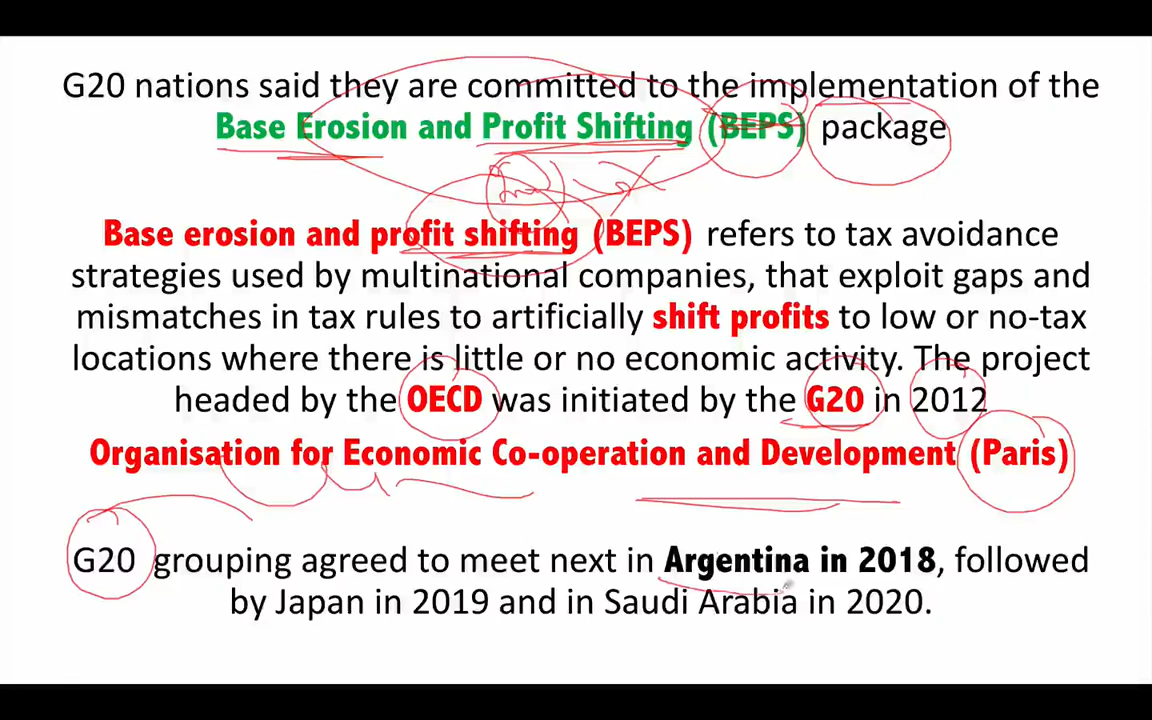 G20 nations said they are committed to the implementation of the
Base Erosion and Profit Shifting (BEPS) package
Base erosion and profit shifting (BEPS) refers to tax avoidance
strategies used by multinational companies, that exploit gaps and
mismatches in tax rules to artificially shift profits to low or no-tax
locations where there is little or no economic activity. The project
headed by the OECD was initiated by the G20 in 2012
Organisation for Economic Co-operation and Development (Paris)
G20 grouping agreed to meet next in Argentina in 2018, followed
by Japan in 2019 and in Saudi Arabia in 2020.